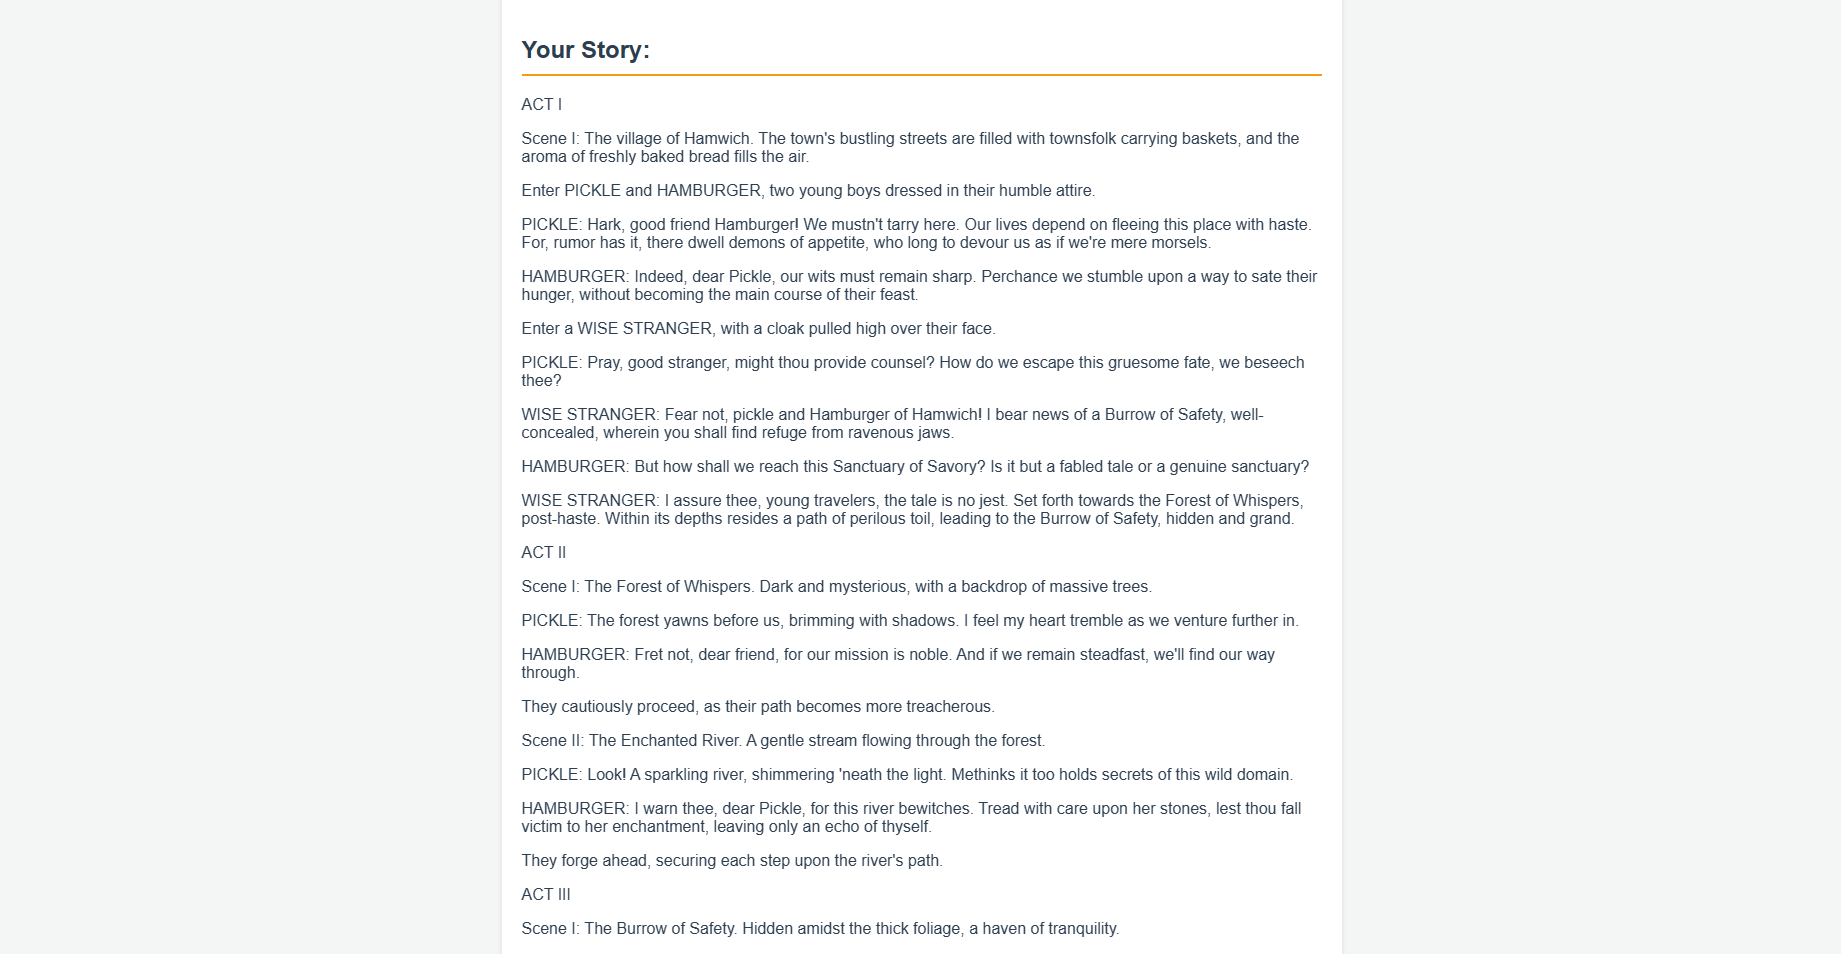 Your Story:
ACT I
Scene I: The village of Hamwich. The town's bustling streets are filled with townsfolk carrying baskets, and the
aroma of freshly baked bread fills the air.
Enter PICKLE and HAMBURGER, two young boys dressed in their humble attire.
PICKLE: Hark, good friend Hamburger! We mustn't tarry here. Our lives depend on fleeing this place with haste.
For, rumor has it, there dwell demons of appetite, who long to devour us as if we're mere morsels.
HAMBURGER: Indeed, dear Pickle, our wits must remain sharp. Perchance we stumble upon a way to sate their
hunger, without becoming the main course of their feast.
Enter a WISE STRANGER, with a cloak pulled high over their face.
PICKLE: Pray, good stranger, might thou provide counsel? How do we escape this gruesome fate, we beseech
thee?
WISE STRANGER: Fear not, pickle and Hamburger of Hamwich! I bear news of a Burrow of Safety, well-
concealed, wherein you shall find refuge from ravenous jaws.
HAMBURGER: But how shall we reach this Sanctuary of Savory? Is it but a fabled tale or a genuine sanctuary?
WISE STRANGER: I assure thee, young travelers, the tale is no jest. Set forth towards the Forest of Whispers,
post-haste. Within its depths resides a path of perilous toil, leading to the Burrow of Safety, hidden and grand.
ACT II
Scene I: The Forest of Whispers. Dark and mysterious, with a backdrop of massive trees.
PICKLE: The forest yawns before us, brimming with shadows. I feel my heart tremble as we venture further in.
HAMBURGER: Fret not, dear friend, for our mission is noble. And if we remain steadfast, we'll find our way
through.
They cautiously proceed, as their path becomes more treacherous.
Scene II: The Enchanted River. A gentle stream flowing through the forest.
PICKLE: Look! A sparkling river, shimmering 'neath the light. Methinks it too holds secrets of this wild domain.
HAMBURGER: I warn thee, dear Pickle, for this river bewitches. Tread with care upon her stones, lest thou fall
victim to her enchantment, leaving only an echo of thyself.
They forge ahead, securing each step upon the river's path.
ACT III
Scene I: The Burrow of Safety. Hidden amidst the thick foliage, a haven of tranquility.